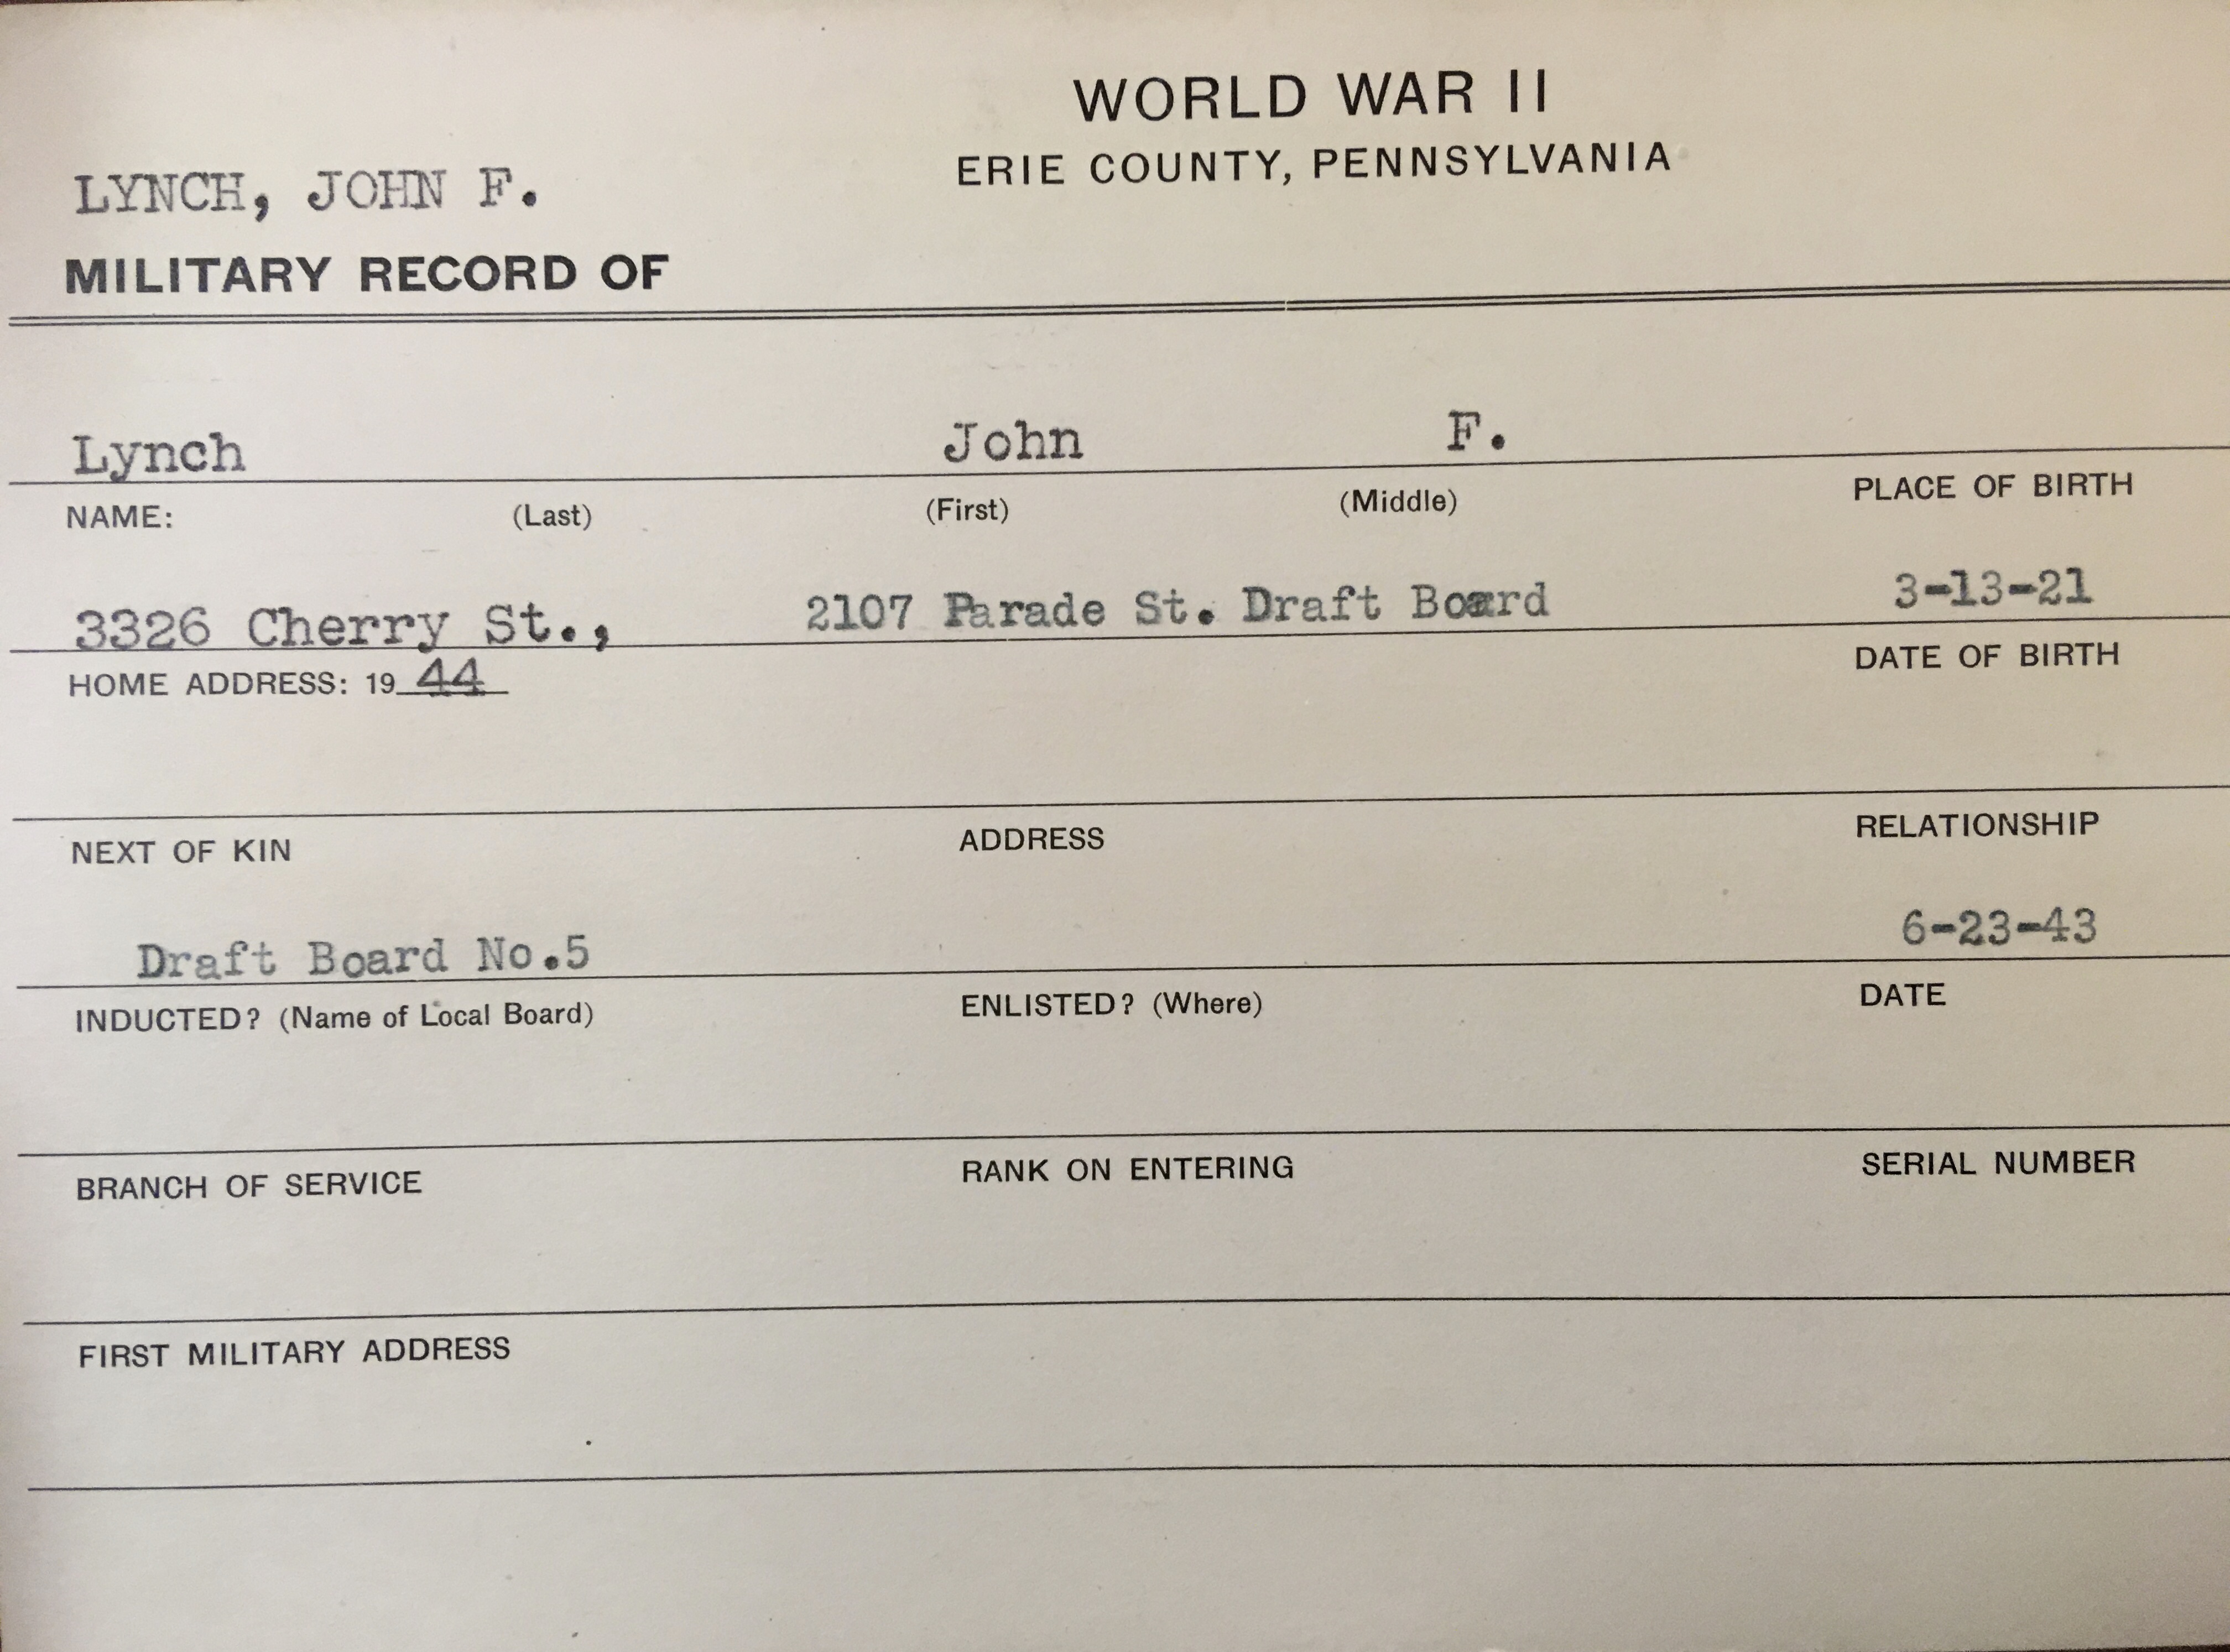 WORLD WAR II
ERIE COUNTY, PENNSYLVANIA
LYNCH, JOHN F.
MILITARY RECORD OF
Lynch John F.
NAME: (Last) (First) (Middle) PLACE OF BIRTH
3326 Cherry St., 2107 Parade St. Draft Board 3-13-21
HOME ADDRESS: 19 44 DATE OF BIRTH
NEXT OF KIN ADDRESS RELATIONSHIP
Draft Board No.5 6-23-43
INDUCTED? (Name of Local Board) ENLISTED? (Where) DATE
BRANCH OF SERVICE RANK ON ENTERING SERIAL NUMBER
FIRST MILITARY ADDRESS